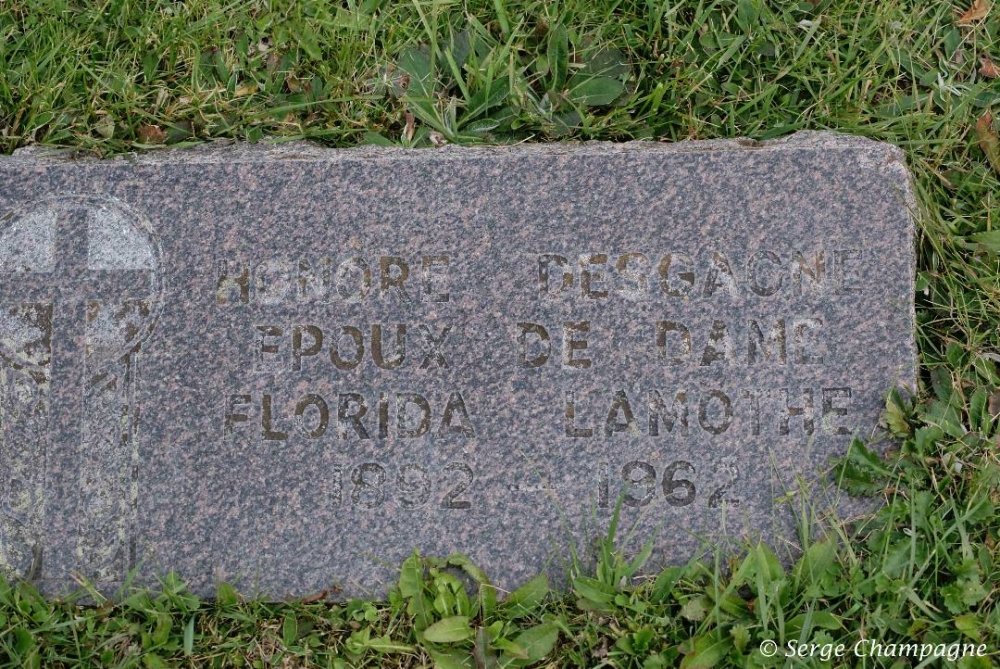 HONORE DESGAGNE
EPOUX DE DAME
FLORIDA LAMOTHE
1892 - 1962
© Serge Champagne